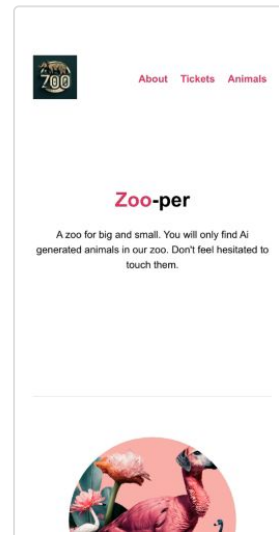 ZOO
About Tickets Animals
Zoo-per
A zoo for big and small. You will only find Ai
generated animals in our zoo. Don't feel hesitated to
touch them.